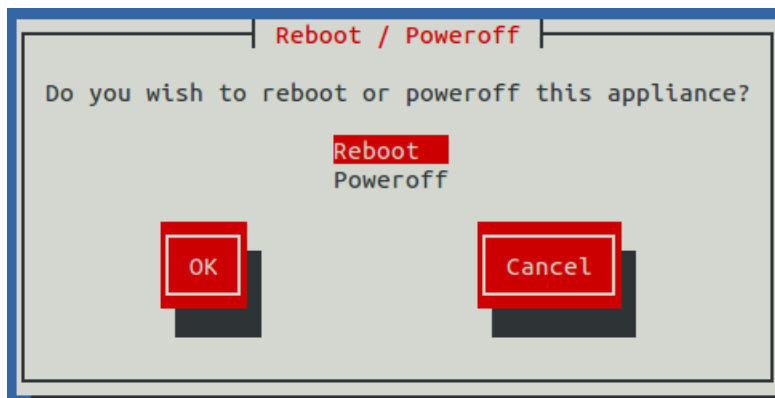 Reboot / Poweroff
Do you wish to reboot or poweroff this appliance?
Reboot
Poweroff
OK
Cancel